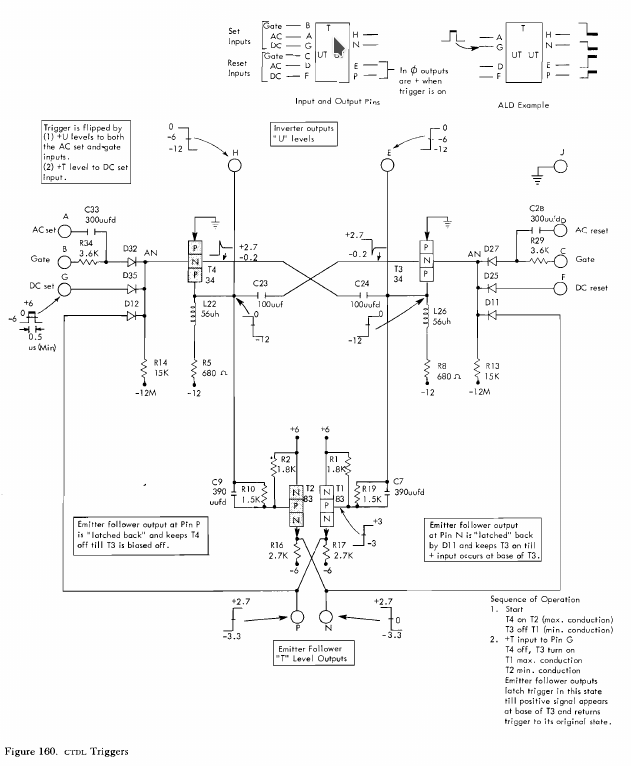 Set
Inputs
Gate — B
AC — A
DC — G
Reset
Inputs
Gate — C
AC — D
DC — F
T
UT
H
N
E
P
In ϕ outputs
are + when
trigger is on
Input and Output Pins
A
G
D
F
T
UT UT
H
N
E
P
ALD Example
Trigger is flipped by
(1) +U levels to both
the AC set and gate
inputs.
(2) +T level to DC set
input.
0
-6
-12
H
Inverter outputs
"U" levels
E
0
-6
-12
J
A
AC set
C33
300uufd
B
Gate
R34
3.6K
D32
AN
G
DC set
D35
D12
+6
0
-6
0.5
us (Min)
P
N
P
T4
34
+2.7
-0.2
C23
100uuf
L22
56uh
0
-12
R14
15K
-12M
R5
680 Ω
-12
+2.7
-0.2
C24
100uufd
0
-12
P
N
P
T3
34
L26
56uh
R8
680 Ω
-12
AN
D27
D25
D11
C28
300uufd
D
AC reset
R29
3.6K
C
Gate
F
DC reset
R13
15K
-12M
+6
+6
R2
1.8K
R1
1.8K
C9
390
uufd
R10
1.5K
N
P
N
T2
83
N
P
N
T1
83
R19
1.5K
C7
390uufd
+3
-3
R16
2.7K
-6
R17
2.7K
-6
Emitter follower output at Pin P
is "latched back" and keeps T4
off till T3 is biased off.
Emitter follower output
at Pin N is "latched" back
by D11 and keeps T3 on till
+ input occurs at base of T3.
+2.7
-3.3
P
N
+2.7
0
-3.3
Emitter Follower
"T" Level Outputs
Sequence of Operation
1. Start
T4 on T2 (max. conduction)
T3 off T1 (min. conduction)
2. +T input to Pin G
T4 off, T3 turn on
T1 max. conduction
T2 min. conduction
Emitter follower outputs
latch trigger in this state
till positive signal appears
at base of T3 and returns
trigger to its original state.
Figure 160. CTDL Triggers